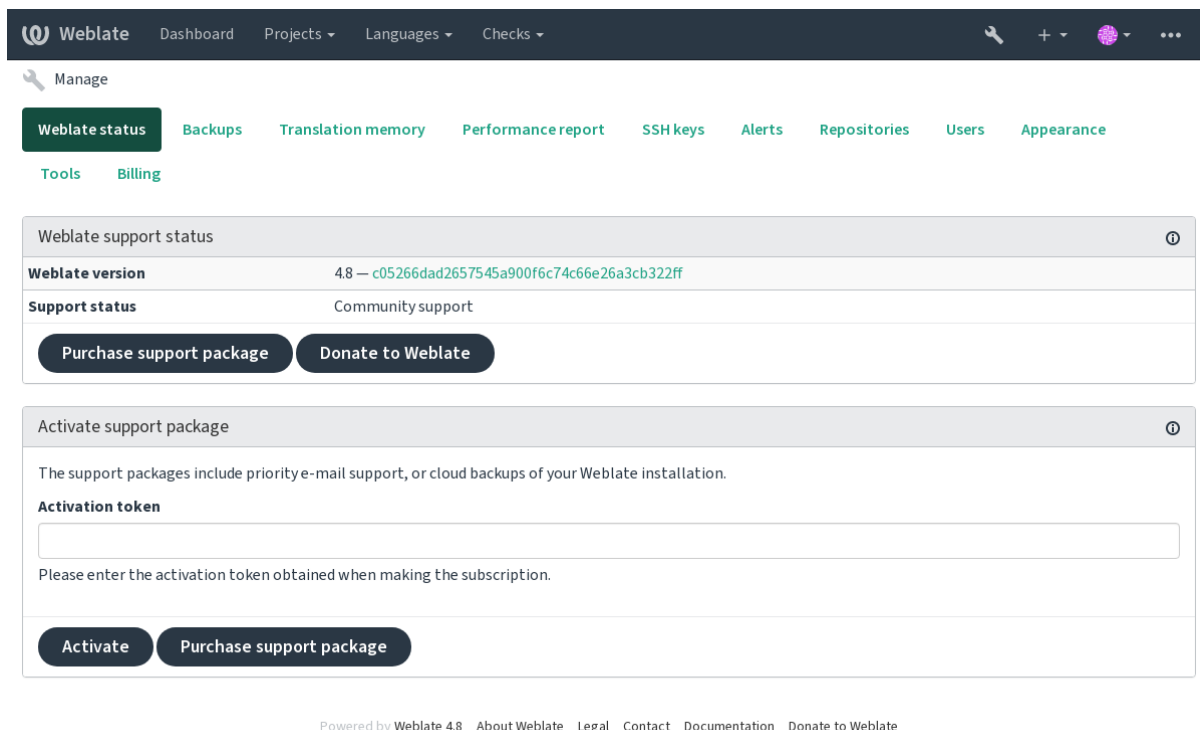 Weblate Dashboard Projects Languages Checks
Manage
Weblate status Backups Translation memory Performance report SSH keys Alerts Repositories Users Appearance
Tools Billing
Weblate support status
Weblate version 4.8 — c05266dad2657545a900f6c74c66e26a3cb322ff
Support status Community support
Purchase support package Donate to Weblate
Activate support package
The support packages include priority e-mail support, or cloud backups of your Weblate installation.
Activation token
Please enter the activation token obtained when making the subscription.
Activate Purchase support package
Powered by Weblate 4.8 About Weblate Legal Contact Documentation Donate to Weblate